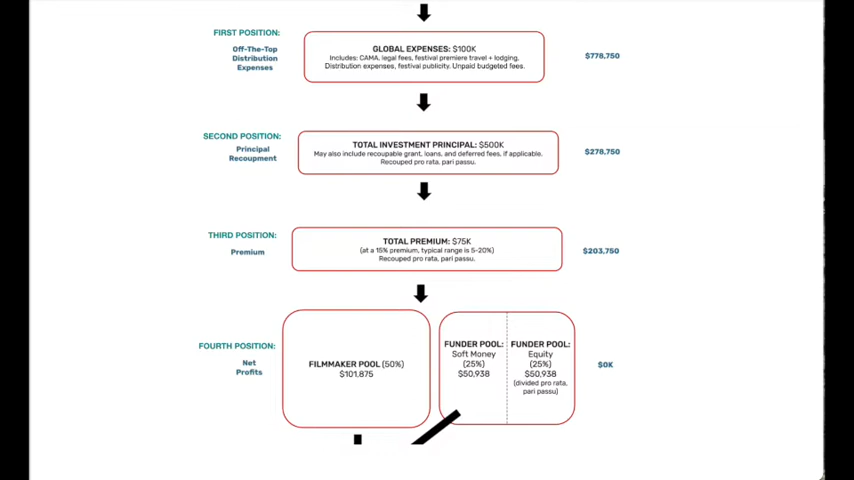 FIRST POSITION:
Off-The-Top
Distribution
Expenses
GLOBAL EXPENSES: $100K
Includes: CAMA, legal fees, festival premiere travel + lodging,
Distribution expenses, festival publicity. Unpaid budgeted fees.
$778,750
SECOND POSITION:
Principal
Recoupment
TOTAL INVESTMENT PRINCIPAL: $500K
May also include recoupable grant, loans, and deferred fees, if applicable.
Recouped pro rata, pari passu.
$278,750
THIRD POSITION:
Premium
TOTAL PREMIUM: $75K
(at a 15% premium, typical range is 5-20%)
Recouped pro rata, pari passu.
$203,750
FOURTH POSITION:
Net
Profits
FILMMAKER POOL (50%)
$101,875
FUNDER POOL:
Soft Money
(25%)
$50,938
FUNDER POOL:
Equity
(25%)
$50,938
(divided pro rata,
pari passu)
$0K